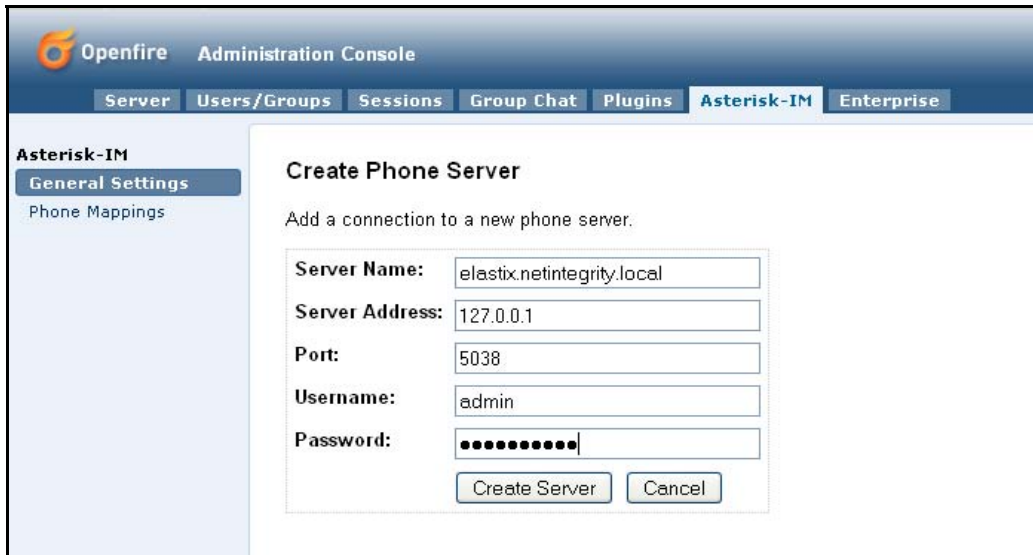 Openfire Administration Console
Server Users/Groups Sessions Group Chat Plugins Asterisk-IM Enterprise
Asterisk-IM
General Settings
Phone Mappings
Create Phone Server
Add a connection to a new phone server.
Server Name: elastix.netintegrity.local
Server Address: 127.0.0.1
Port: 5038
Username: admin
Password: ●●●●●●●●●●
Create Server Cancel